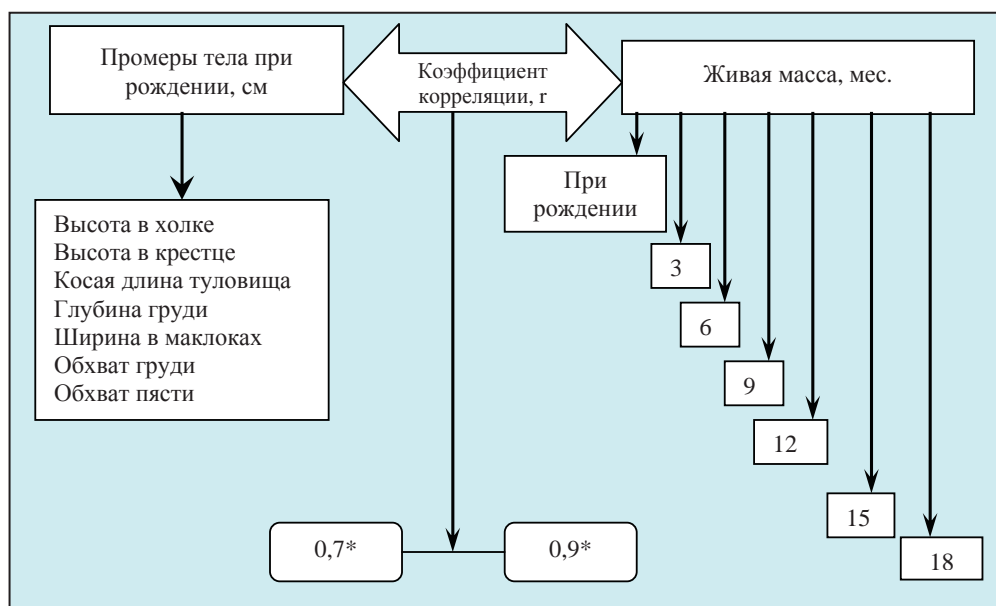 Промеры тела при
рождении, см
Коэффициент
корреляции, r
Живая масса, мес.
При
рождении
Высота в холке
Высота в крестце
Косая длина туловища
Глубина груди
Ширина в маклоках
Обхват груди
Обхват пясти
3
6
9
12
15
18
0,7*
0,9*